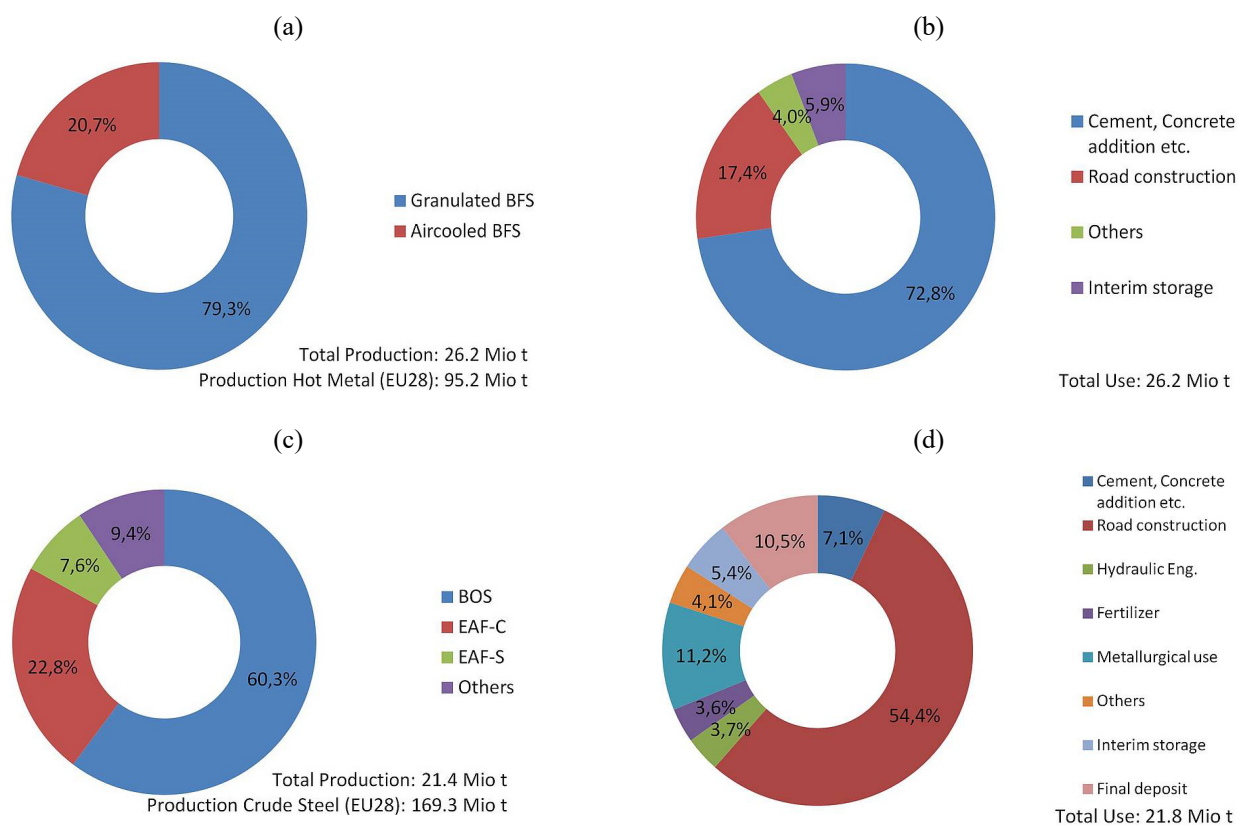 (a)
20,7%
79,3%
Granulated BFS
Aircooled BFS
Total Production: 26.2 Mio t
Production Hot Metal (EU28): 95.2 Mio t
(b)
5,9%
4,0%
17,4%
72,8%
Cement, Concrete
addition etc.
Road construction
Others
Interim storage
Total Use: 26.2 Mio t
(c)
9,4%
7,6%
22,8%
60,3%
BOS
EAF-C
EAF-S
Others
Total Production: 21.4 Mio t
Production Crude Steel (EU28): 169.3 Mio t
(d)
10,5%
7,1%
5,4%
4,1%
11,2%
3,6%
3,7%
54,4%
Cement, Concrete
addition etc.
Road construction
Hydraulic Eng.
Fertilizer
Metallurgical use
Others
Interim storage
Final deposit
Total Use: 21.8 Mio t